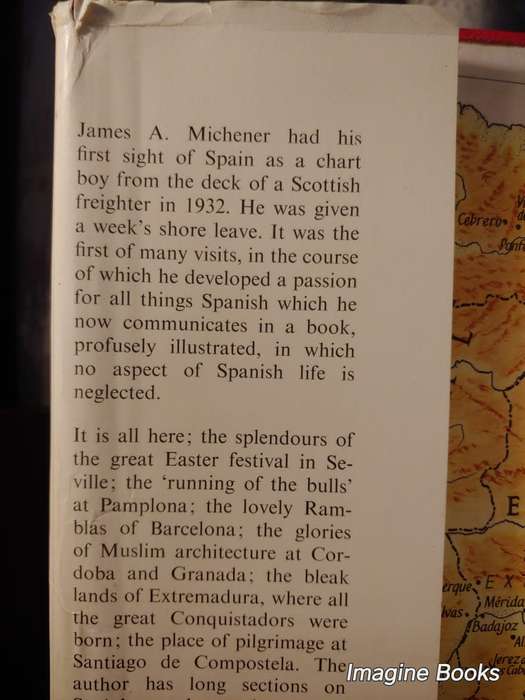 James A. Michener had his
first sight of Spain as a chart
boy from the deck of a Scottish
freighter in 1932. He was given
a week's shore leave. It was the
first of many visits, in the course
of which he developed a passion
for all things Spanish which he
now communicates in a book,
profusely illustrated, in which
no aspect of Spanish life is
neglected.
It is all here; the splendours of
the great Easter festival in Se-
ville; the 'running of the bulls'
at Pamplona; the lovely Ram-
blas of Barcelona; the glories
of Muslim architecture at Cor-
doba and Granada; the bleak
lands of Extremadura, where all
the great Conquistadors were
born; the place of pilgrimage at
Santiago de Compostela. The
author has long sections on
Cebrero
L
E
E X
Mérida
Badajoz
Jerez
Imagine Books